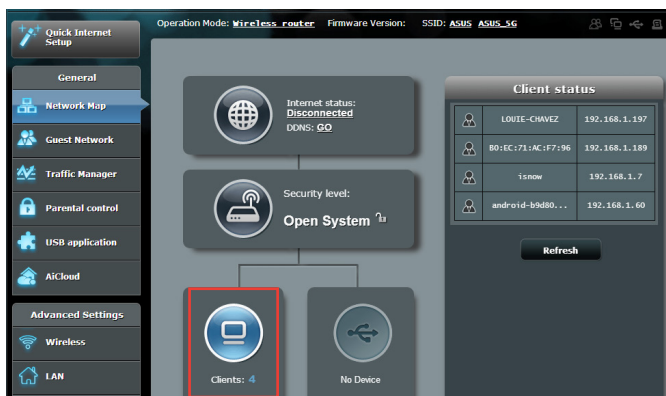 Quick Internet
Setup
Operation Mode: Wireless router Firmware Version: SSID: ASUS ASUS_5G
General
Network Map
Guest Network
Traffic Manager
Parental control
USB application
AiCloud
Advanced Settings
Wireless
LAN
Internet status:
Disconnected
DDNS: GO
Security level:
Open System
Clients: 4
No Device
Client status
LOUIE-CHAVEZ 192.168.1.197
B0:EC:71:AC:F7:96 192.168.1.189
isnow 192.168.1.7
android-b9d80... 192.168.1.60
Refresh